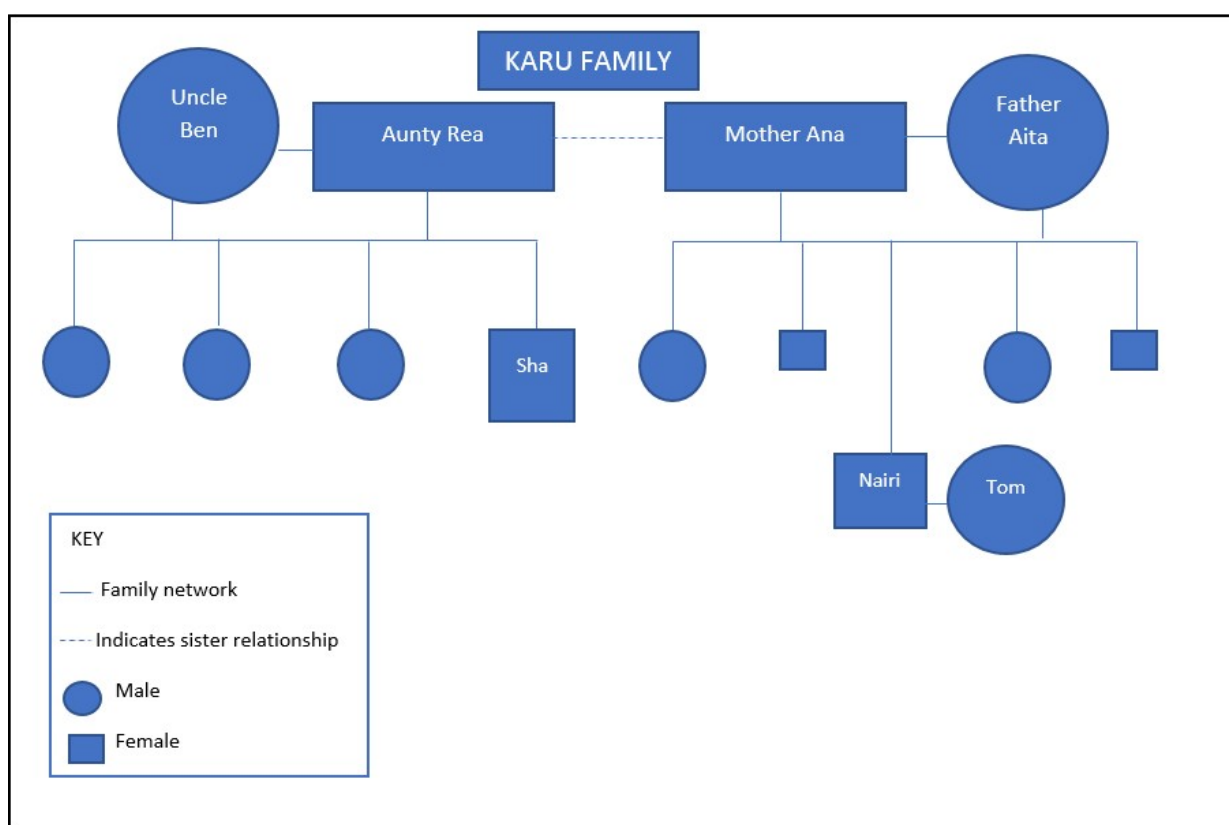 KARU FAMILY
Uncle
Ben
Aunty Rea
Mother Ana
Father
Aita
Sha
Nairi
Tom
KEY
Family network
Indicates sister relationship
Male
Female